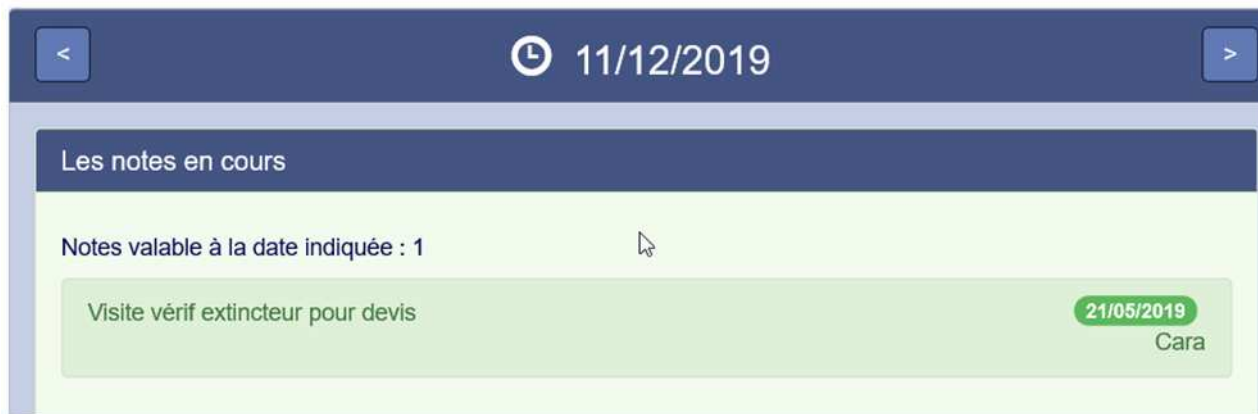 < 11/12/2019 >
Les notes en cours
Notes valable à la date indiquée : 1
Visite vérif extincteur pour devis 21/05/2019
Cara